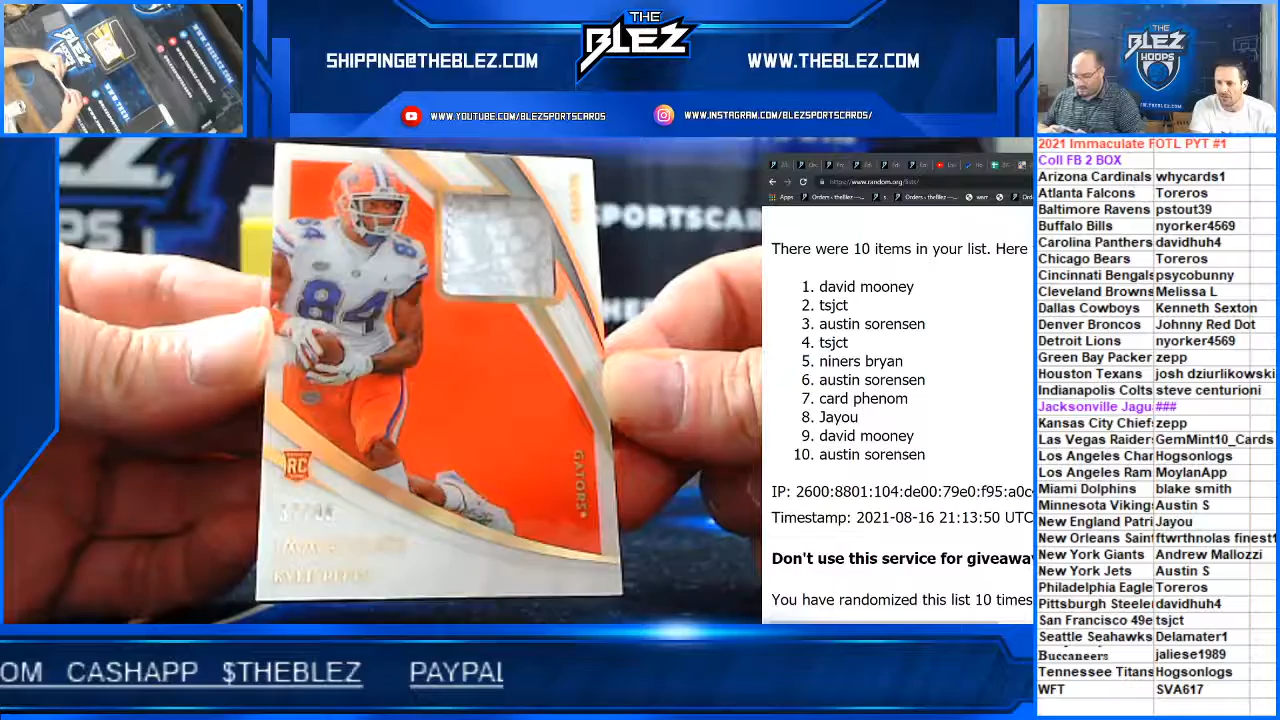 THE
BLEZ
SHIPPING@THEBLEZ.COM
WWW.THEBLEZ.COM
WWW.YOUTUBE.COM/BLEZSPORTSCARDS
WWW.INSTAGRAM.COM/BLEZSPORTSCARDS/
THE
BLEZ
HOOPS
84
84
RC
GATORS
https://www.random.org/lists/
Apps
There were 10 items in your list. Here
1. david mooney
2. tsjct
3. austin sorensen
4. tsjct
5. niners bryan
6. austin sorensen
7. card phenom
8. Jayou
9. david mooney
10. austin sorensen
IP: 2600:8801:104:de00:79e0:f95:a0c
Timestamp: 2021-08-16 21:13:50 UTC
Don't use this service for giveaway
You have randomized this list 10 times
2021 Immaculate FOTL PYT #1
Coll FB 2 BOX
Arizona Cardinals whycards1
Atlanta Falcons Toreros
Baltimore Ravens pstout39
Buffalo Bills nyorker4569
Carolina Panthers davidhuh4
Chicago Bears Toreros
Cincinnati Bengals psycobunny
Cleveland Browns Melissa L
Dallas Cowboys Kenneth Sexton
Denver Broncos Johnny Red Dot
Detroit Lions nyorker4569
Green Bay Packer zepp
Houston Texans josh dziurlikowski
Indianapolis Colts steve centurioni
Jacksonville Jagu ###
Kansas City Chief zepp
Las Vegas Raider GemMint10_Cards
Los Angeles Char Hogsonlogs
Los Angeles Ram MoylanApp
Miami Dolphins blake smith
Minnesota Viking Austin S
New England Patri Jayou
New Orleans Saint ftwrthnolas finest1
New York Giants Andrew Mallozzi
New York Jets Austin S
Philadelphia Eagle Toreros
Pittsburgh Steele davidhuh4
San Francisco 49e tsjct
Seattle Seahawks Delamater1
Buccaneers jaliese1989
Tennessee Titans Hogsonlogs
WFT SVA617
OM CASHAPP $THEBLEZ PAYPAL